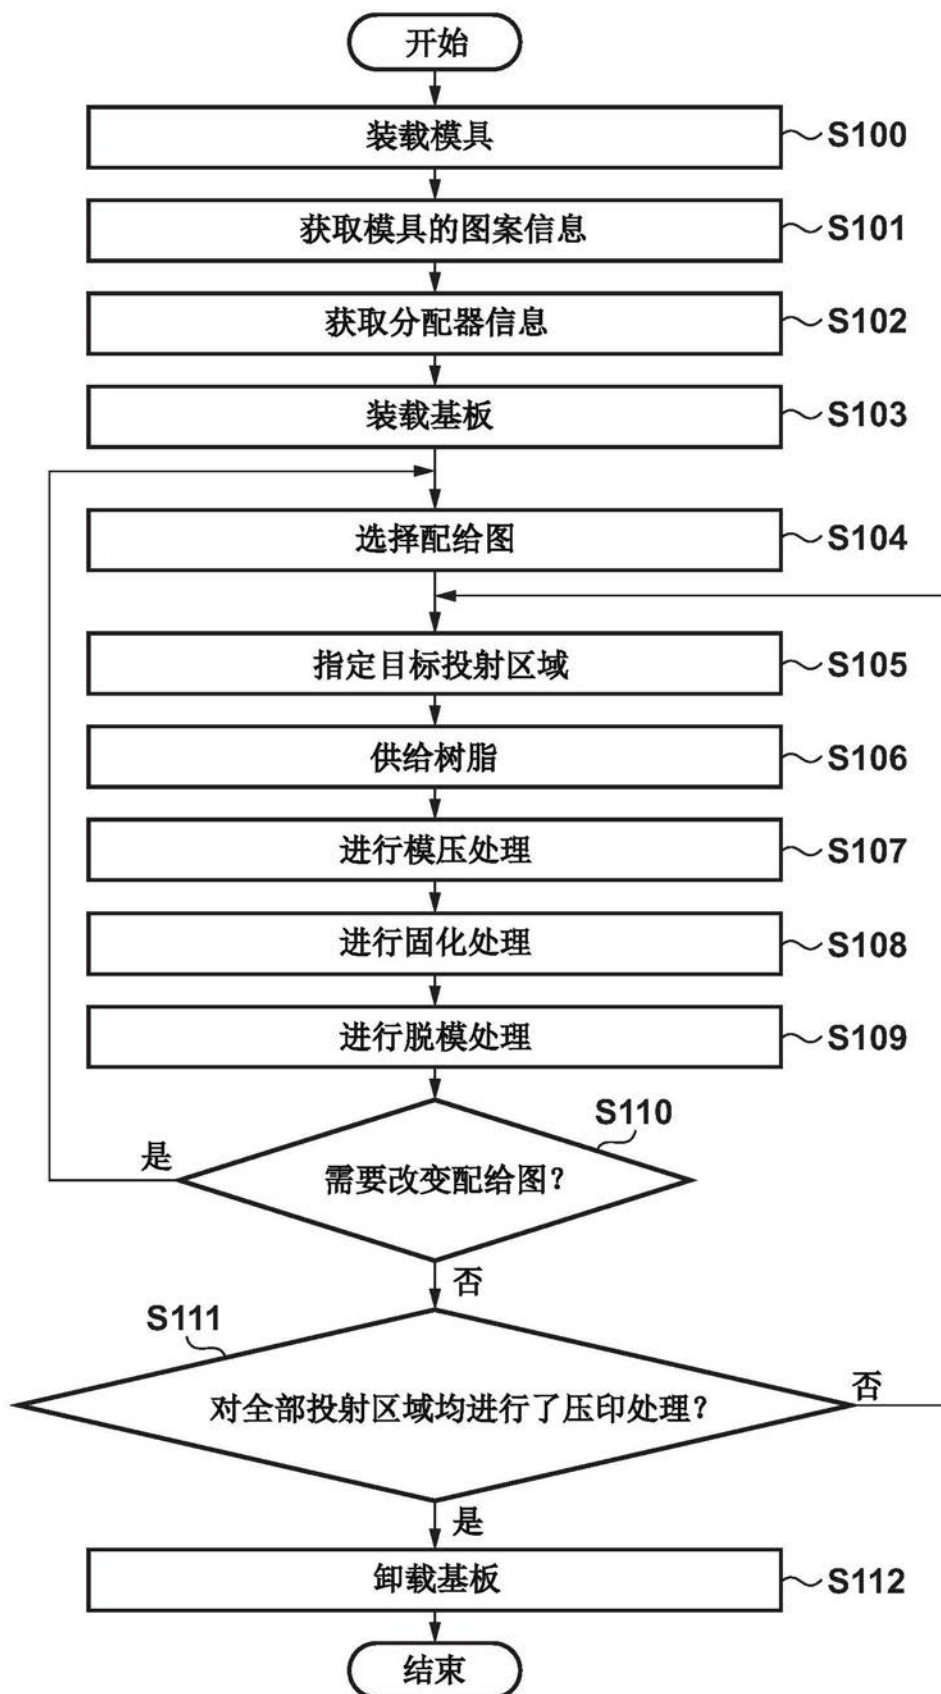 开始
装载模具
S100
获取模具的图案信息
S101
获取分配器信息
S102
装载基板
S103
选择配给图
S104
指定目标投射区域
S105
供给树脂
S106
进行模压处理
S107
进行固化处理
S108
进行脱模处理
S109
S110
是
需要改变配给图?
否
S111
对全部投射区域均进行了压印处理?
否
是
卸载基板
S112
结束